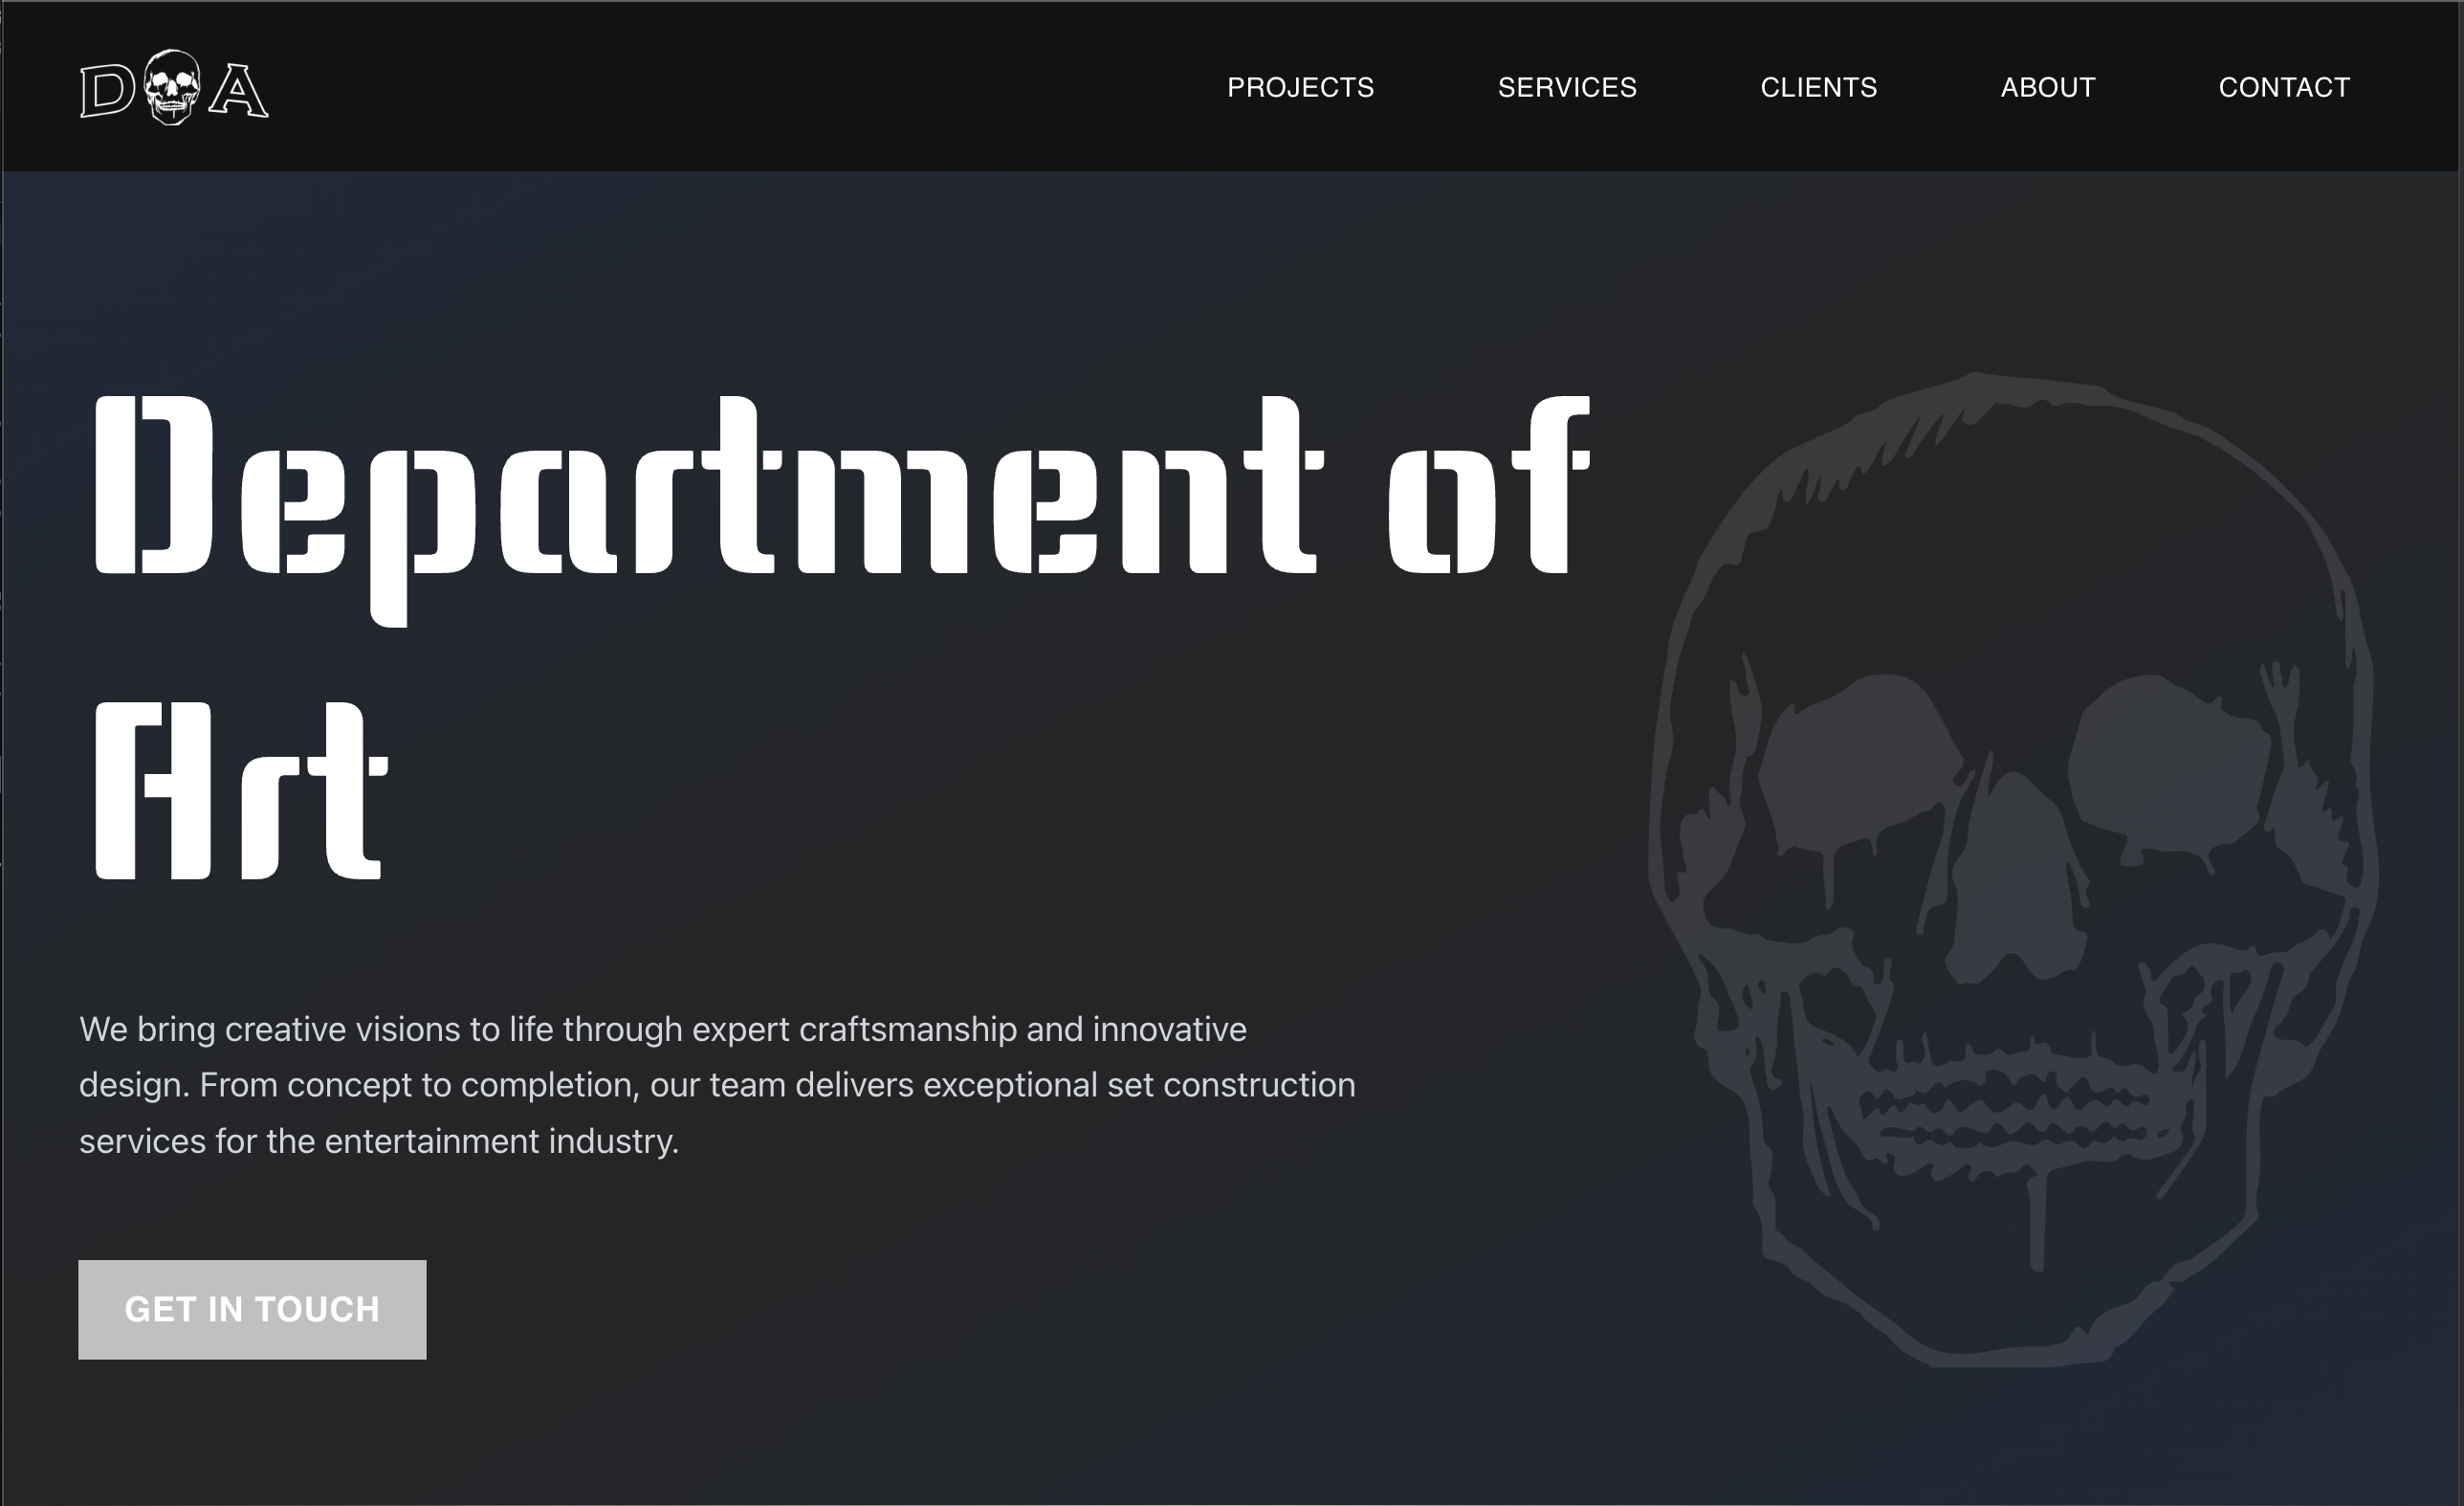 DOA
PROJECTS SERVICES CLIENTS ABOUT CONTACT
Department of
Art
We bring creative visions to life through expert craftsmanship and innovative
design. From concept to completion, our team delivers exceptional set construction
services for the entertainment industry.
GET IN TOUCH